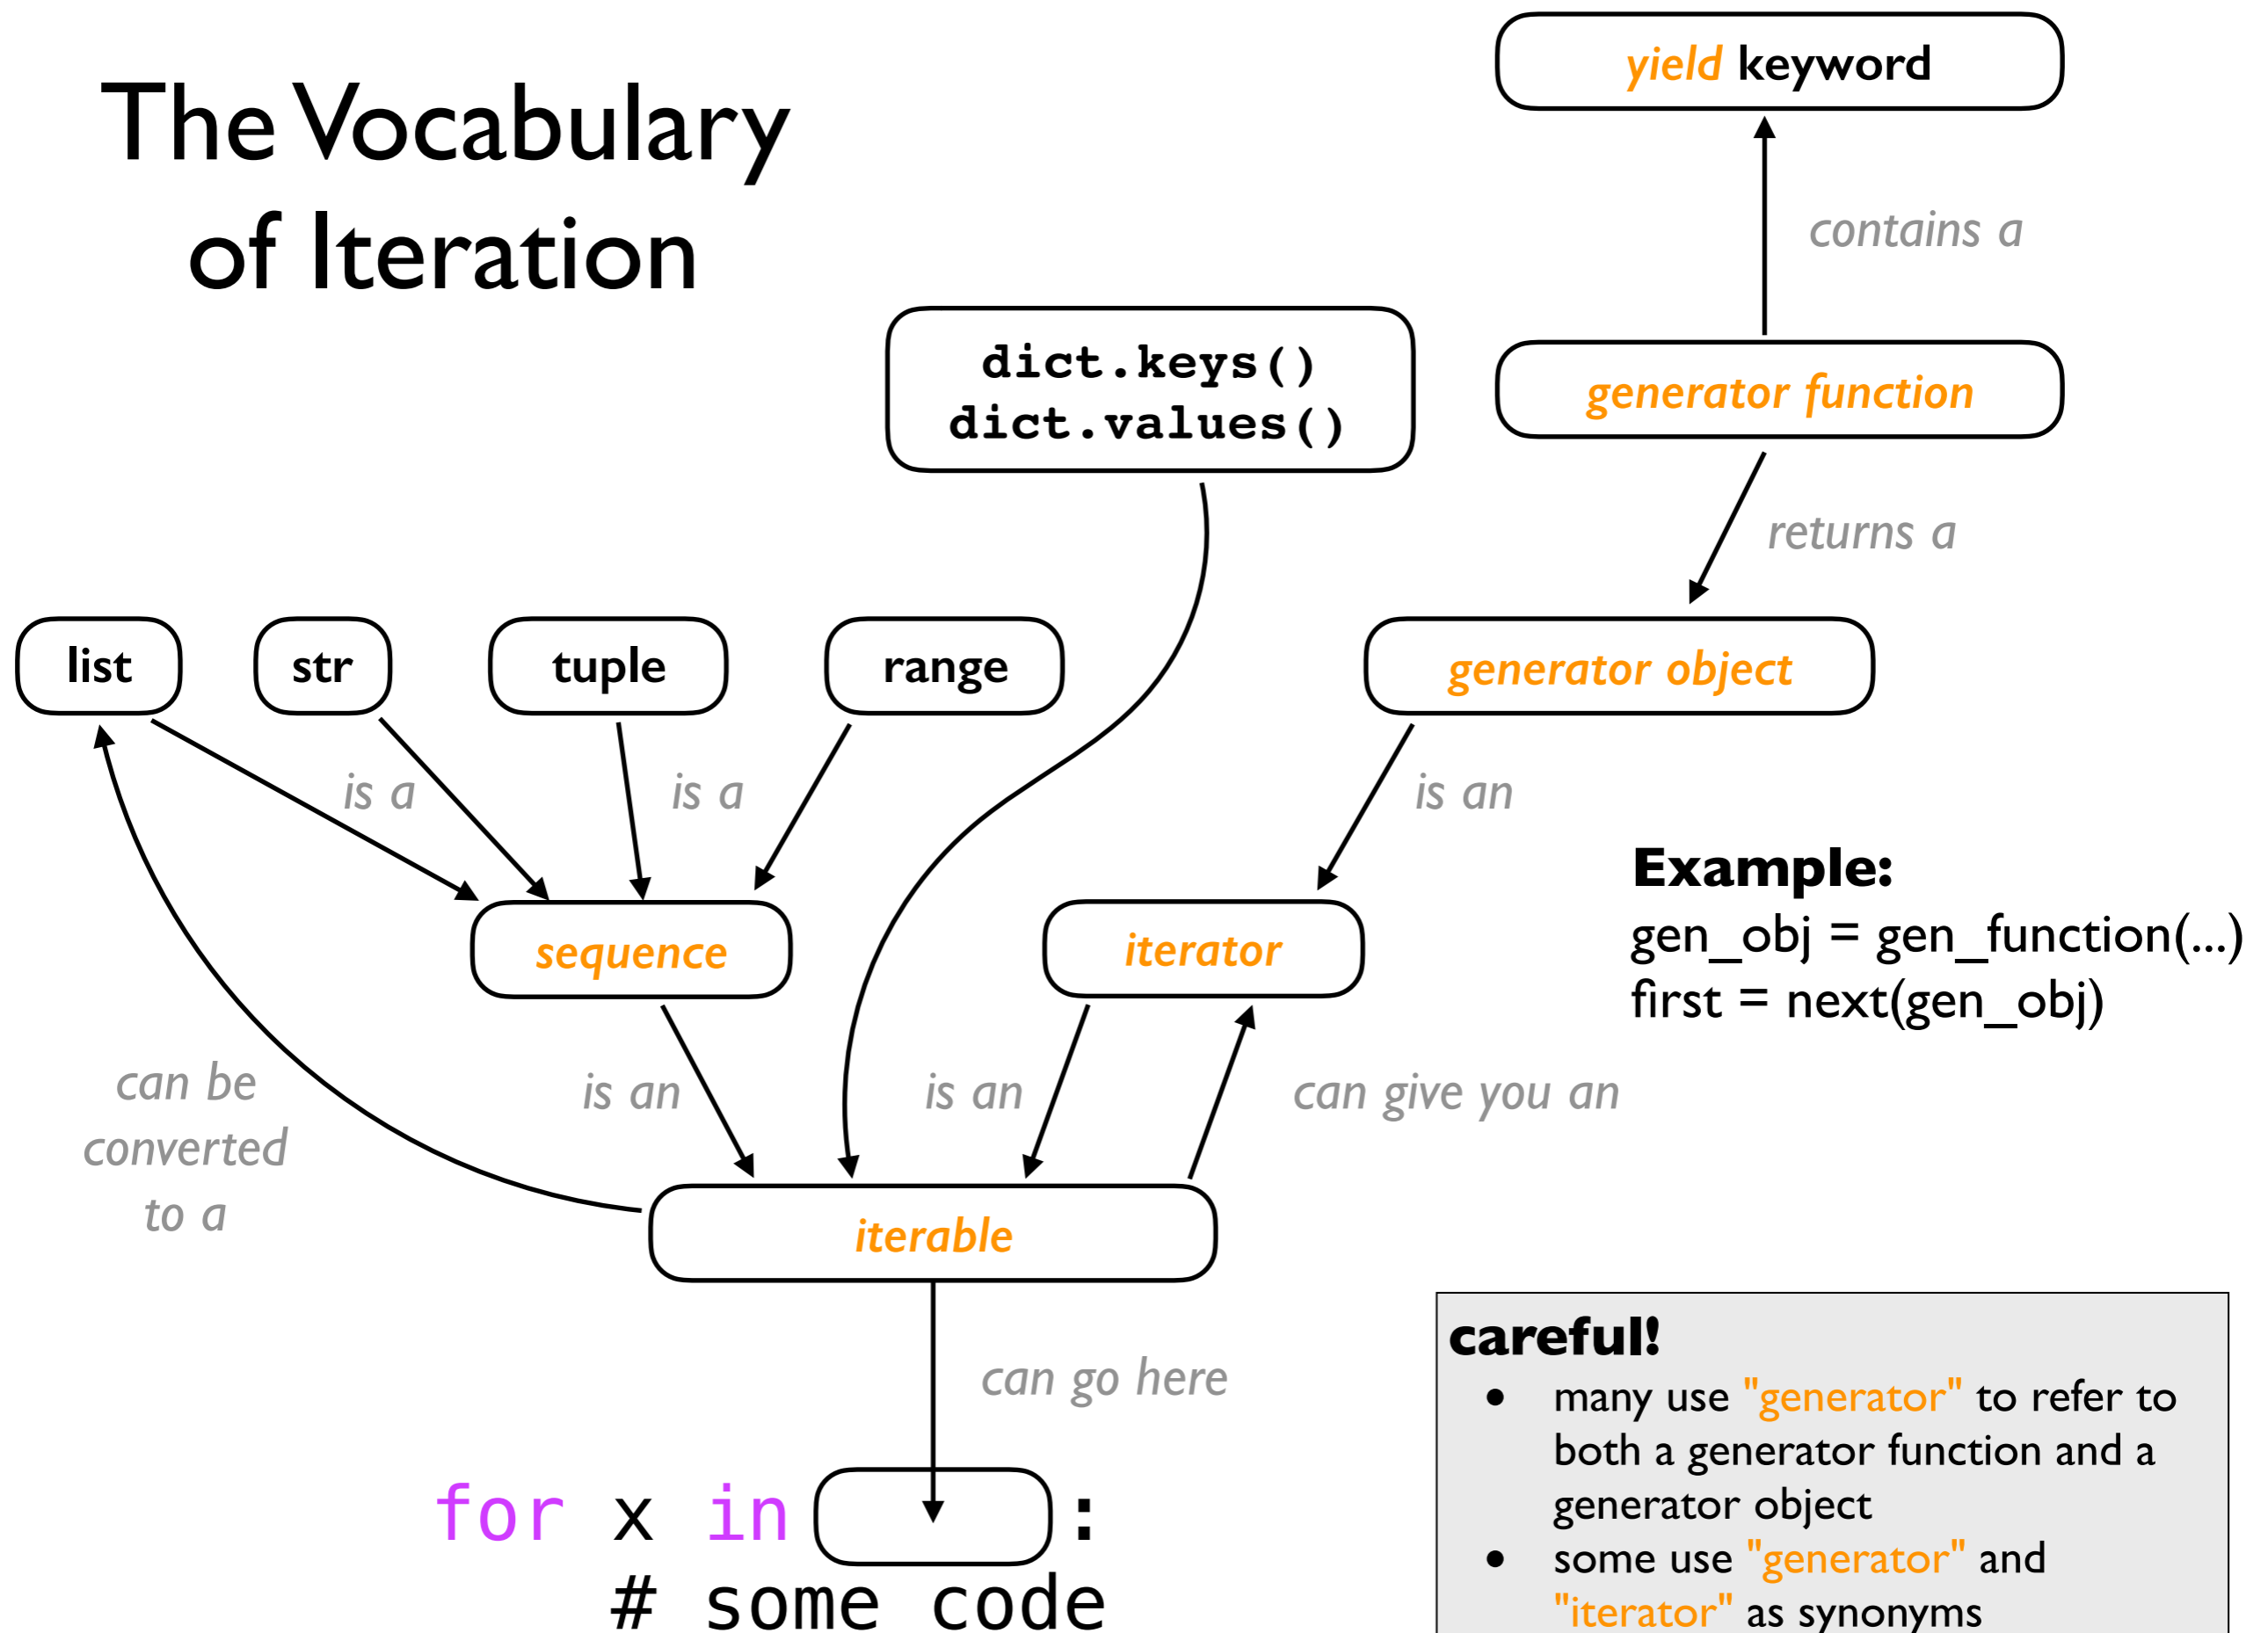 The Vocabulary
of Iteration
yield keyword
contains a
dict.keys()
dict.values()
generator function
returns a
list
str
tuple
range
generator object
is a
is a
is an
Example:
gen_obj = gen_function(...)
first = next(gen_obj)
sequence
iterator
can be
converted
to a
is an
is an
can give you an
iterable
can go here
for x in :
# some code
careful!
• many use "generator" to refer to
both a generator function and a
generator object
• some use "generator" and
"iterator" as synonyms